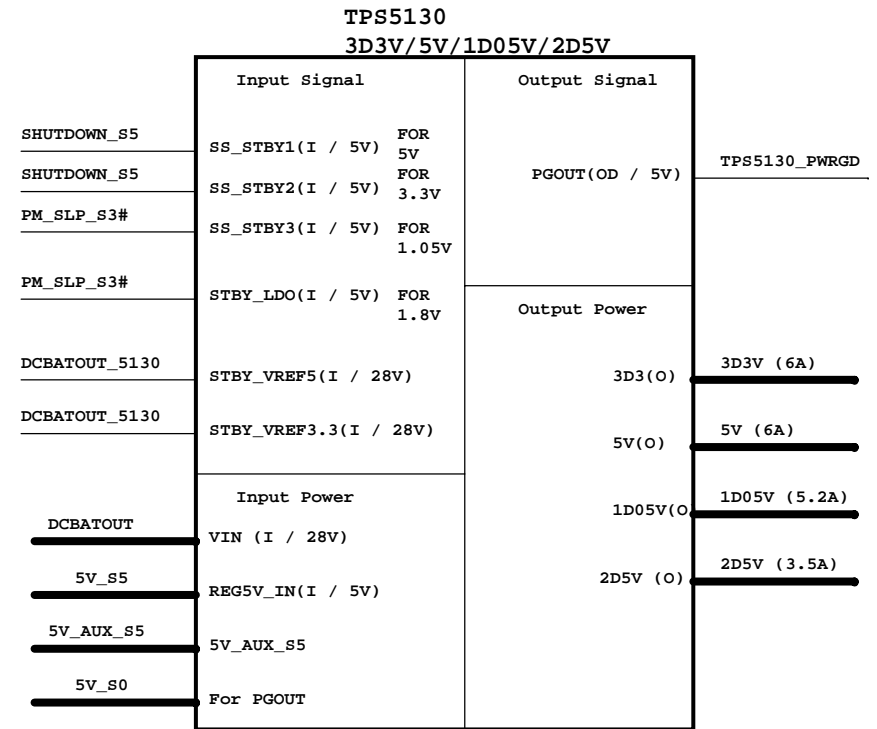 TPS5130
3D3V/5V/1D05V/2D5V
Input Signal
Output Signal
SHUTDOWN_S5
SS_STBY1(I / 5V)
FOR
5V
SHUTDOWN_S5
SS_STBY2(I / 5V)
FOR
3.3V
PGOUT(OD / 5V)
TPS5130_PWRGD
PM_SLP_S3#
SS_STBY3(I / 5V)
FOR
1.05V
PM_SLP_S3#
STBY_LDO(I / 5V)
FOR
1.8V
Output Power
DCBATOUT_5130
STBY_VREF5(I / 28V)
3D3(O)
3D3V (6A)
DCBATOUT_5130
STBY_VREF3.3(I / 28V)
5V(O)
5V (6A)
Input Power
1D05V(O
1D05V (5.2A)
DCBATOUT
VIN (I / 28V)
2D5V (O)
2D5V (3.5A)
5V_S5
REG5V_IN(I / 5V)
5V_AUX_S5
5V_AUX_S5
5V_S0
For PGOUT